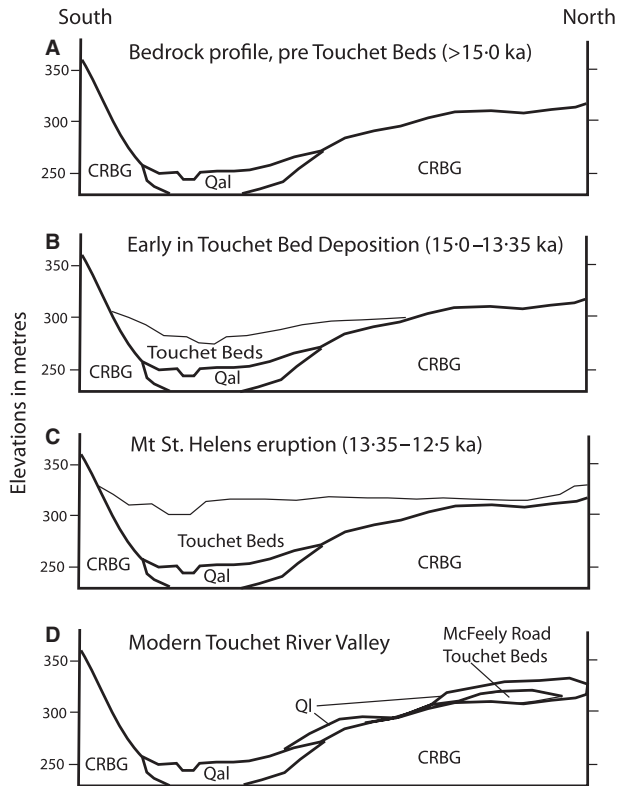 South
North
A
Bedrock profile, pre Touchet Beds (>15·0 ka)
350
300
250
CRBG
Qal
CRBG
B
Early in Touchet Bed Deposition (15·0–13·35 ka)
350
300
250
Touchet Beds
CRBG
Qal
CRBG
Elevations in metres
C
Mt St. Helens eruption (13·35–12·5 ka)
350
300
250
Touchet Beds
CRBG
Qal
CRBG
D
Modern Touchet River Valley
McFeely Road
Touchet Beds
350
300
250
Ql
CRBG
Qal
CRBG